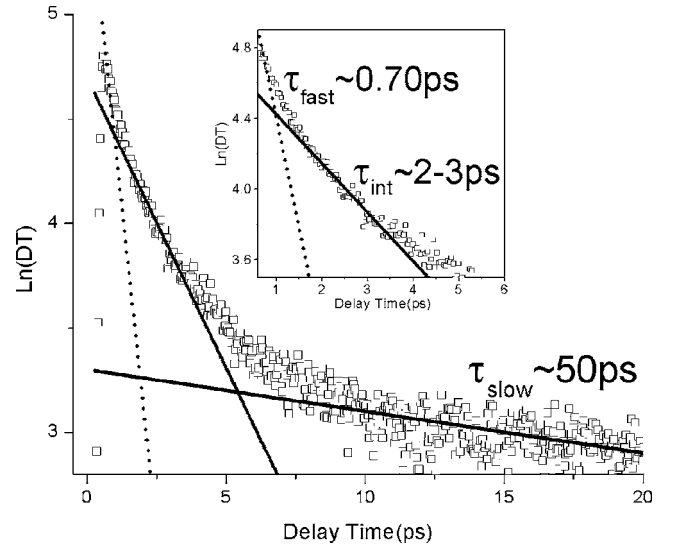 5
4
3
Ln(DT)
0
5
10
15
20
Delay Time(ps)
4.8
4.4
4.0
3.6
Ln(DT)
1
2
3
4
5
6
Delay Time(ps)
τfast ~0.70ps
τint ~2-3ps
τslow ~50ps